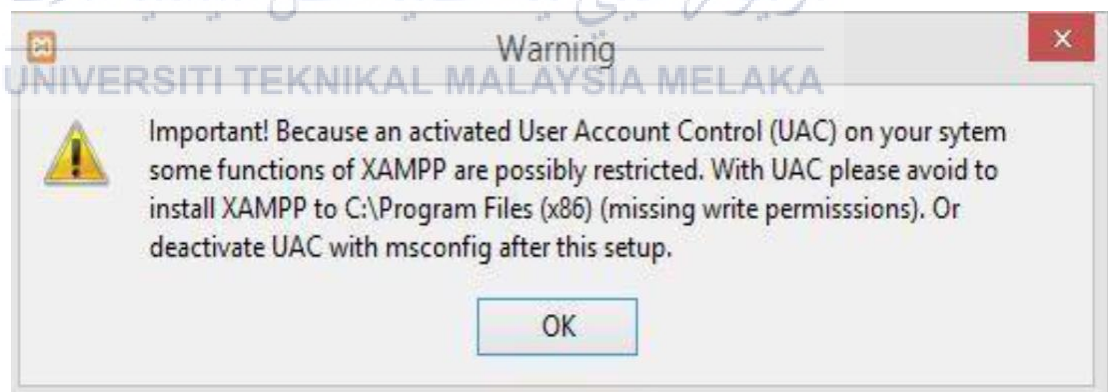 Warning
UNIVERSITI TEKNIKAL MALAYSIA MELAKA
Important! Because an activated User Account Control (UAC) on your sytem
some functions of XAMPP are possibly restricted. With UAC please avoid to
install XAMPP to C:\Program Files (x86) (missing write permisssions). Or
deactivate UAC with msconfig after this setup.
OK